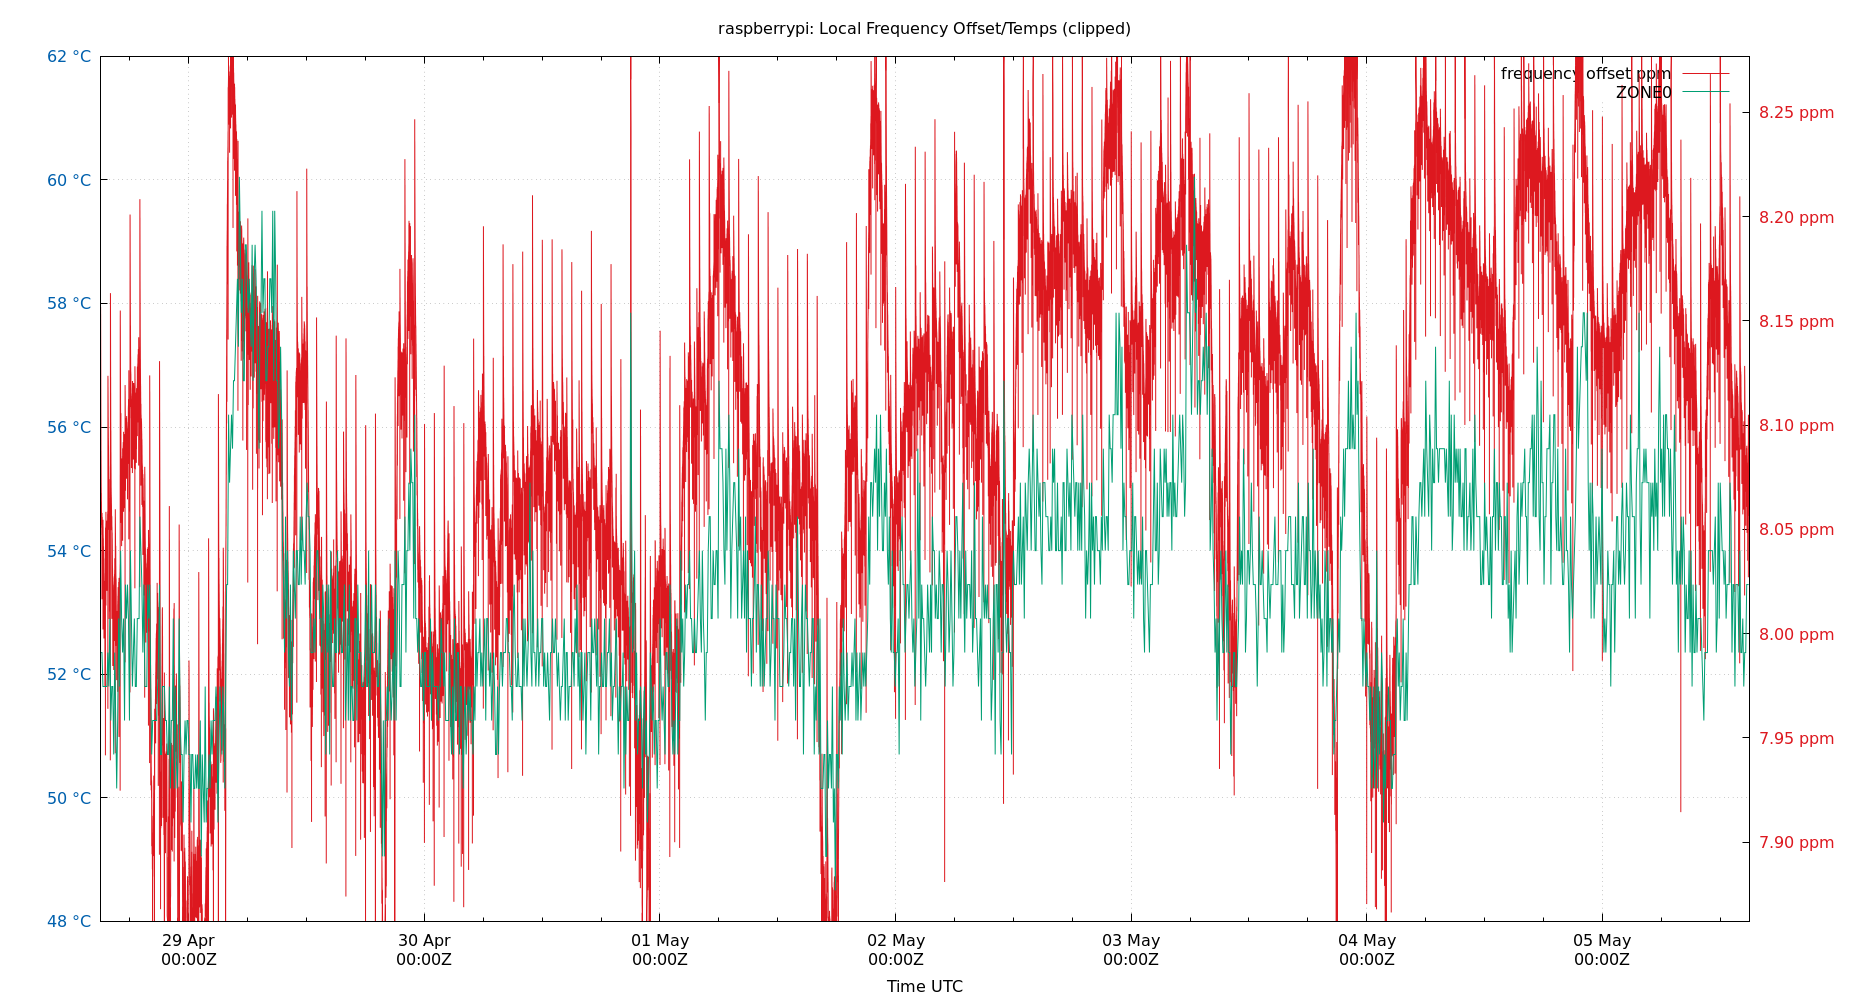 raspberrypi: Local Frequency Offset/Temps (clipped)
62 °C
60 °C
58 °C
56 °C
54 °C
52 °C
50 °C
48 °C
frequency offset ppm
ZONE0
8.25 ppm
8.20 ppm
8.15 ppm
8.10 ppm
8.05 ppm
8.00 ppm
7.95 ppm
7.90 ppm
29 Apr
00:00Z
30 Apr
00:00Z
01 May
00:00Z
02 May
00:00Z
03 May
00:00Z
04 May
00:00Z
05 May
00:00Z
Time UTC